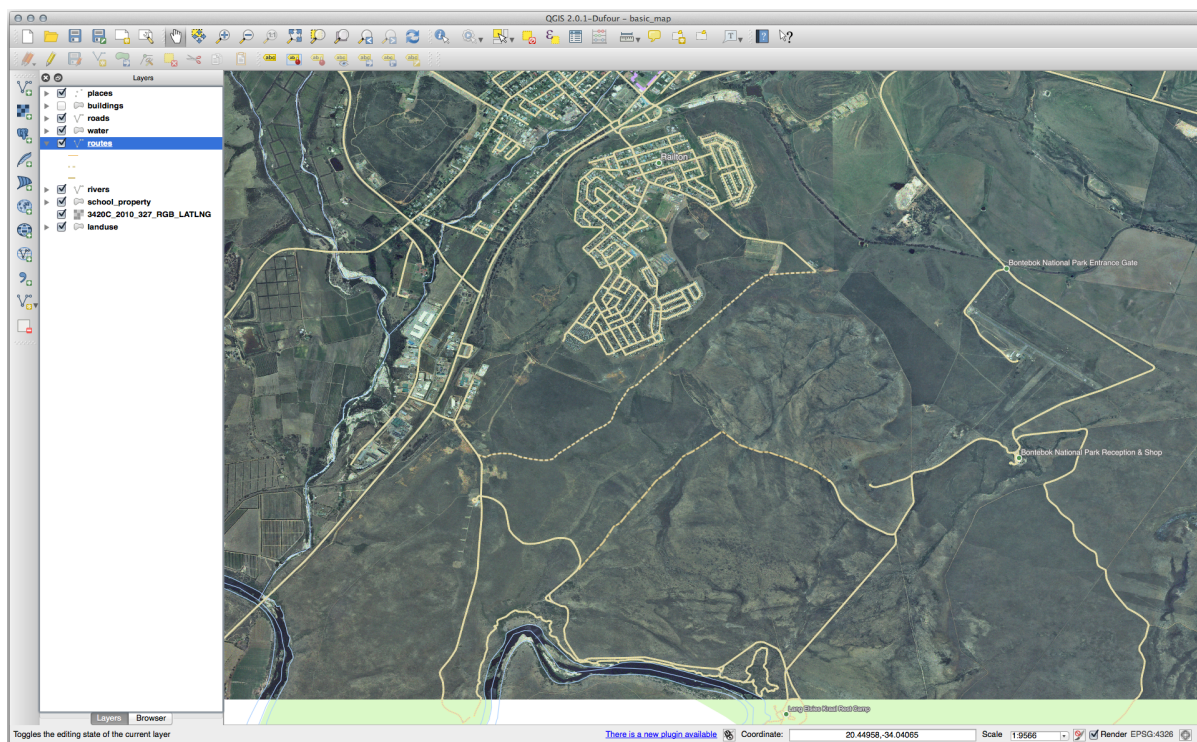 QGIS 2.0.1-Dufour – basic_map
Layers
places
buildings
roads
water
routes
rivers
school_property
3420C_2010_327_RGB_LATLNG
landuse
Railton
Bontebok National Park Entrance Gate
Bontebok National Park Reception & Shop
Lang Elsies Kraal Rest Camp
Layers
Browser
Toggles the editing state of the current layer
There is a new plugin available
Coordinate:
20.44958,-34.04065
Scale
1:9566
Render
EPSG:4326